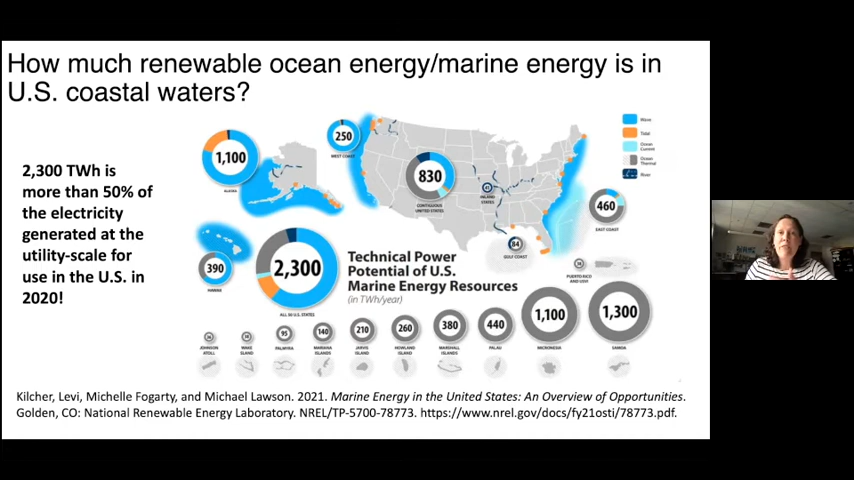 How much renewable ocean energy/marine energy is in
U.S. coastal waters?
2,300 TWh is
more than 50% of
the electricity
generated at the
utility-scale for
use in the U.S. in
2020!
1,100
ALASKA
250
WEST COAST
830
CONTIGUOUS
UNITED STATES
INLAND
STATES
460
EAST COAST
84
GULF COAST
390
HAWAII
2,300
ALL 50 U.S. STATES
Wave
Tidal
Ocean
Current
Ocean
Thermal
River
PUERTO RICO
AND USVI
Technical Power
Potential of U.S.
Marine Energy Resources
(in TWh/year)
JOHNSON
ATOLL
WAKE
ISLAND
95
PALMYRA
140
MARIANA
ISLANDS
210
JARVIS
ISLAND
260
HOWLAND
ISLAND
380
MARSHALL
ISLANDS
440
PALAU
1,100
MICRONESIA
1,300
SAMOA
Kilcher, Levi, Michelle Fogarty, and Michael Lawson. 2021. Marine Energy in the United States: An Overview of Opportunities.
Golden, CO: National Renewable Energy Laboratory. NREL/TP-5700-78773. https://www.nrel.gov/docs/fy21osti/78773.pdf.